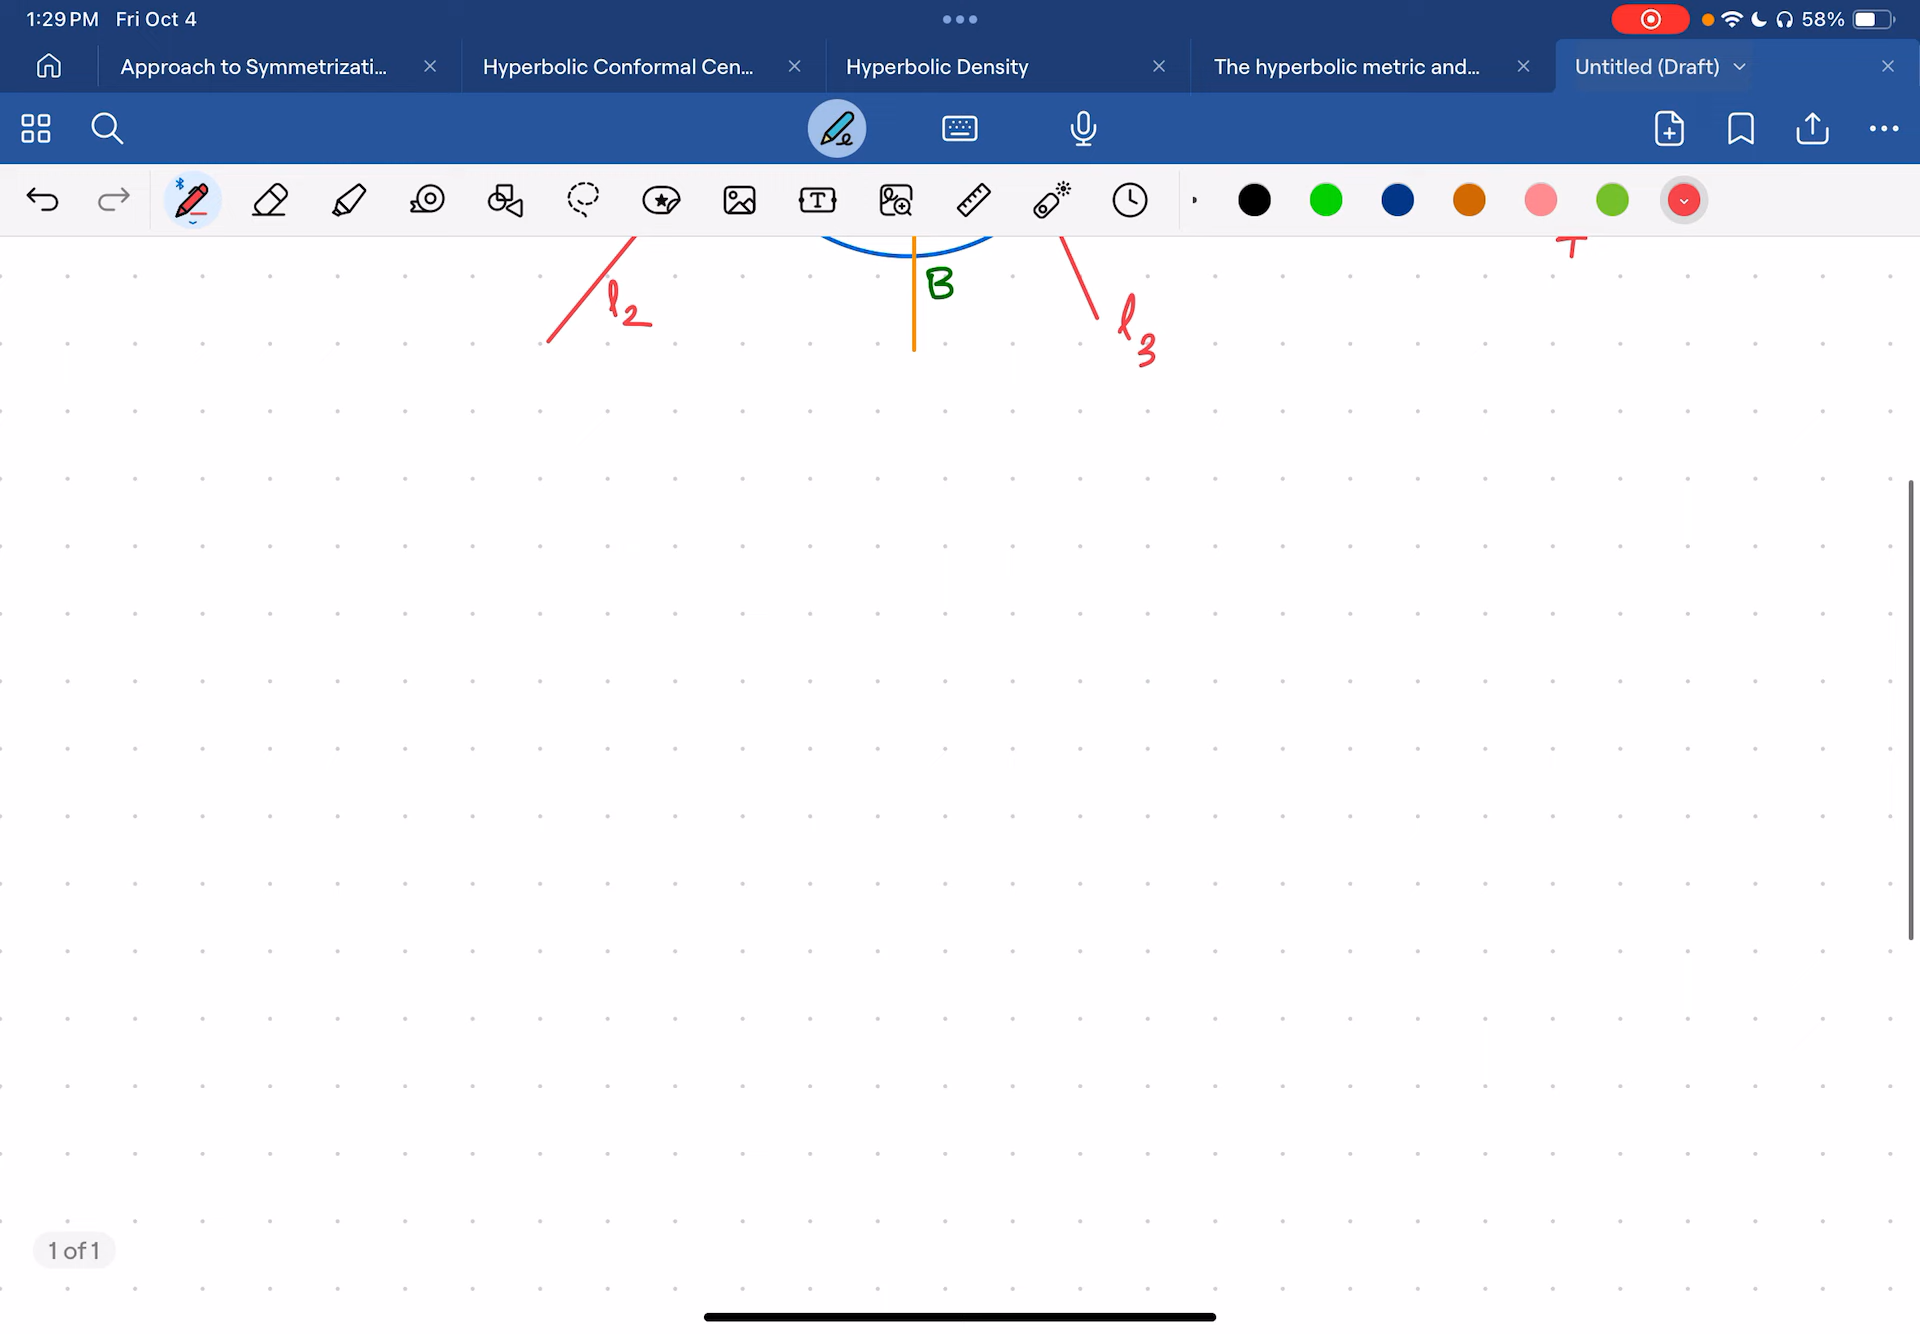 1:29 PM Fri Oct 4 58%
Approach to Symmetrizati... Hyperbolic Conformal Cen... Hyperbolic Density The hyperbolic metric and... Untitled (Draft)
B
l2
l3
1 of 1